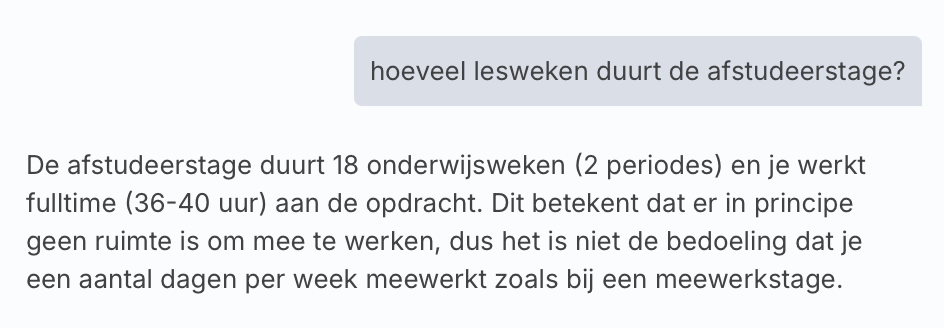 hoeveel lesweken duurt de afstudeerstage?
De afstudeerstage duurt 18 onderwijsweken (2 periodes) en je werkt
fulltime (36-40 uur) aan de opdracht. Dit betekent dat er in principe
geen ruimte is om mee te werken, dus het is niet de bedoeling dat je
een aantal dagen per week meewerkt zoals bij een meewerkstage.